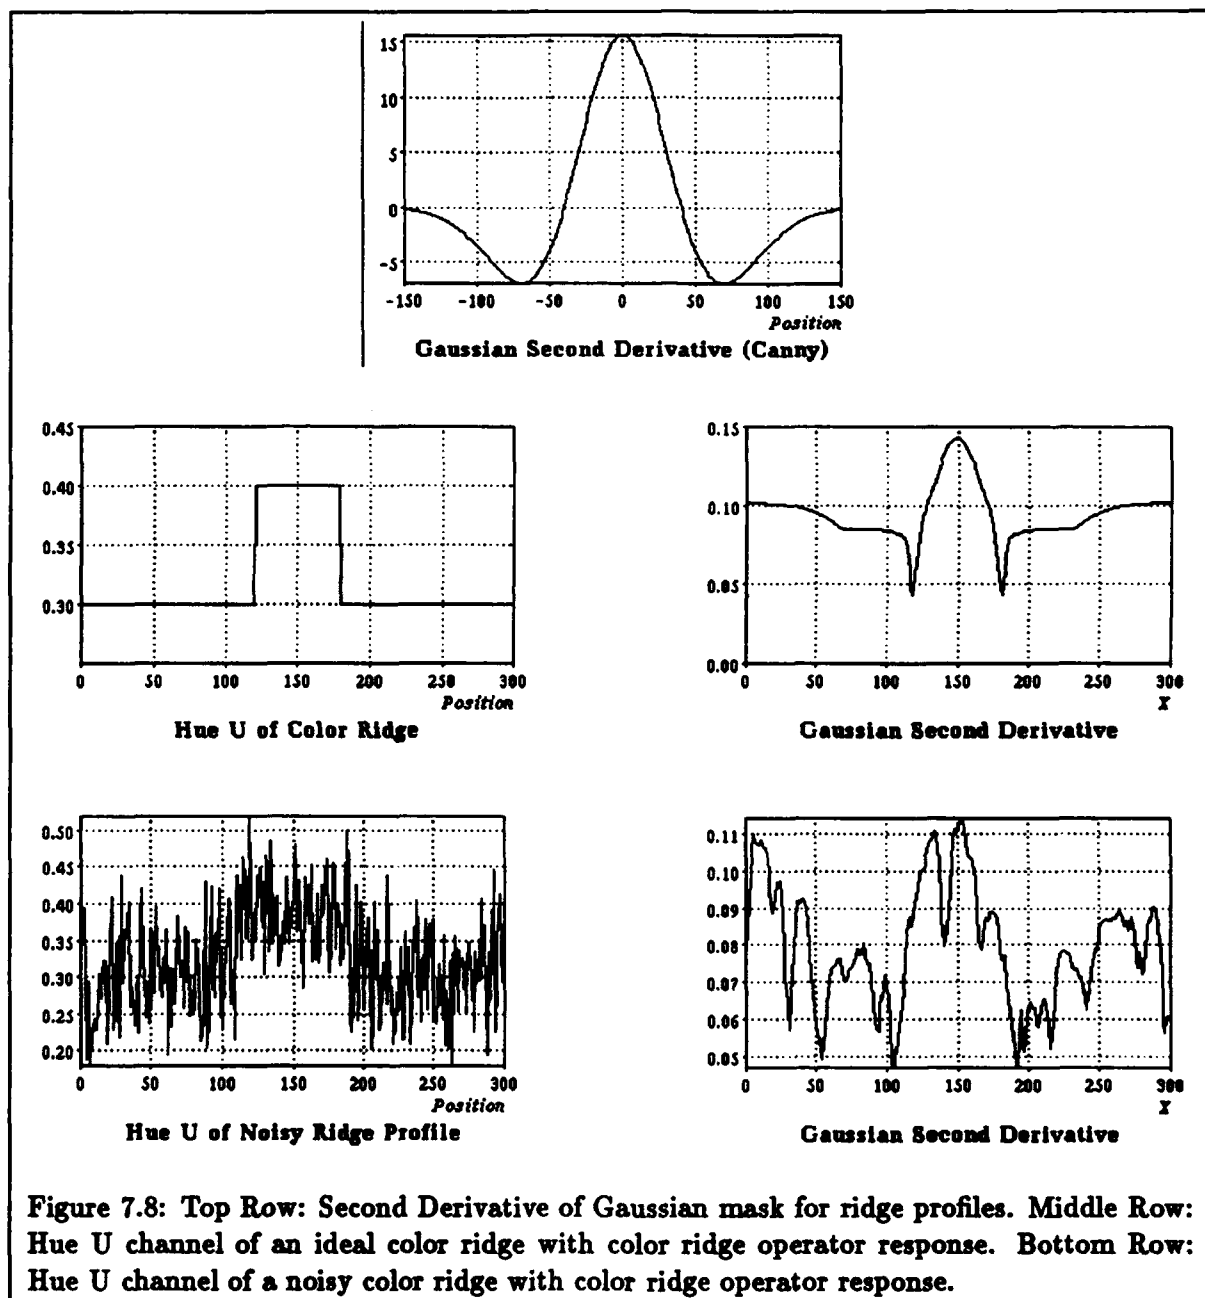 15
10
5
0
-5
-150 -100 -50 0 50 100 150
Position
Gaussian Second Derivative (Canny)
0.45
0.40
0.35
0.30
0 50 100 150 200 250 300
Position
Hue U of Color Ridge
0.15
0.10
0.05
0.00
0 50 100 150 200 250 300
X
Gaussian Second Derivative
0.50
0.45
0.40
0.35
0.30
0.25
0.20
0 50 100 150 200 250 300
Position
Hue U of Noisy Ridge Profile
0.11
0.10
0.09
0.08
0.07
0.06
0.05
0 50 100 150 200 250 300
X
Gaussian Second Derivative
Figure 7.8: Top Row: Second Derivative of Gaussian mask for ridge profiles. Middle Row:
Hue U channel of an ideal color ridge with color ridge operator response. Bottom Row:
Hue U channel of a noisy color ridge with color ridge operator response.